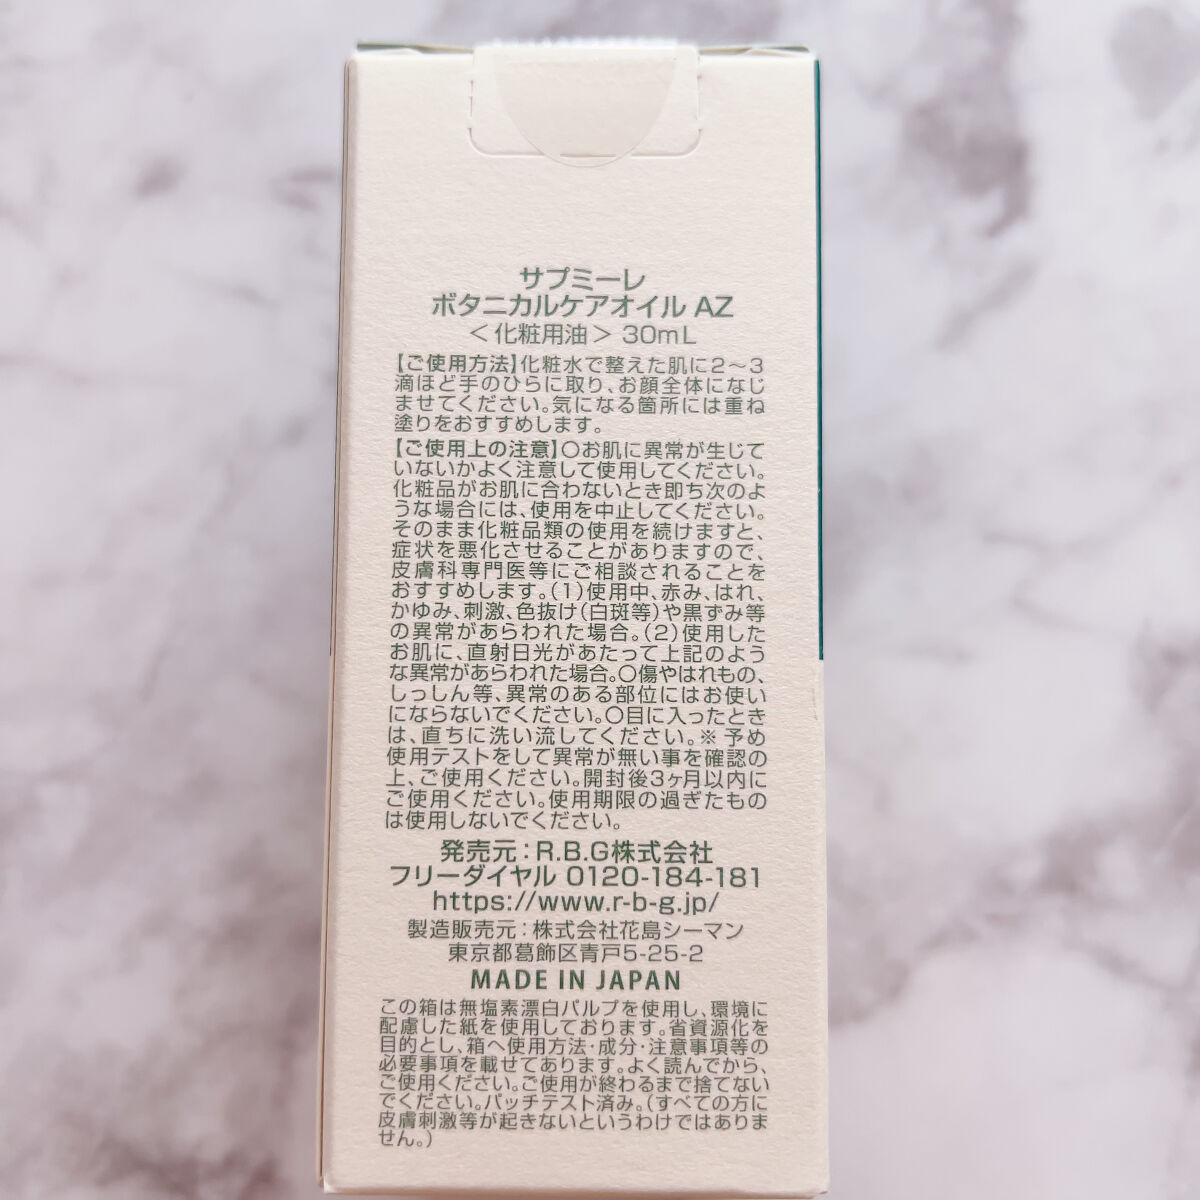 サプミーレ
ボタニカルケアオイル AZ
＜化粧用油＞ 30mL
【ご使用方法】化粧水で整えた肌に2～3
滴ほど手のひらに取り、お顔全体になじ
ませてください。気になる箇所には重ね
塗りをおすすめします。
【ご使用上の注意】○お肌に異常が生じて
いないかよく注意して使用してください。
化粧品がお肌に合わないとき即ち次のよ
うな場合には、使用を中止してください。
そのまま化粧品類の使用を続けますと、
症状を悪化させることがありますので、
皮膚科専門医等にご相談されることを
おすすめします。(1)使用中、赤み、はれ、
かゆみ、刺激、色抜け(白斑等)や黒ずみ等
の異常があらわれた場合。(2)使用した
お肌に、直射日光があたって上記のよう
な異常があらわれた場合。○傷やはれもの、
しっしん等、異常のある部位にはお使い
にならないでください。○目に入ったとき
は、直ちに洗い流してください。※予め
使用テストをして異常が無い事を確認の
上、ご使用ください。開封後3ヶ月以内に
ご使用ください。使用期限の過ぎたもの
は使用しないでください。
発売元：R.B.G株式会社
フリーダイヤル 0120-184-181
https://www.r-b-g.jp/
製造販売元：株式会社花島シーマン
東京都葛飾区青戸5-25-2
MADE IN JAPAN
この箱は無塩素漂白パルプを使用し、環境に
配慮した紙を使用しております。省資源化を
目的とし、箱へ使用方法・成分・注意事項等の
必要事項を載せてあります。よく読んでから、
ご使用ください。ご使用が終わるまで捨てない
でください。パッチテスト済み。(すべての方に
皮膚刺激等が起きないというわけではありま
せん。)